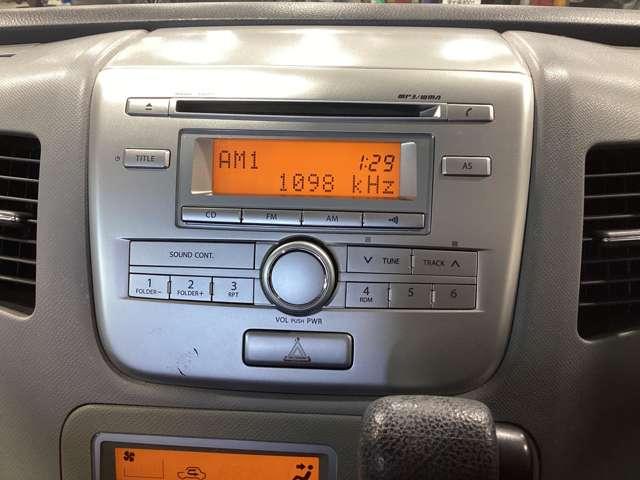 MP3/WMA
TITLE
AM1 1:29
1098 kHz
AS
CD FM AM
SOUND CONT.
∨ TUNE TRACK ∧
1 FOLDER−
2 FOLDER+
3 RPT
4 RDM
5
6
VOL PUSH PWR